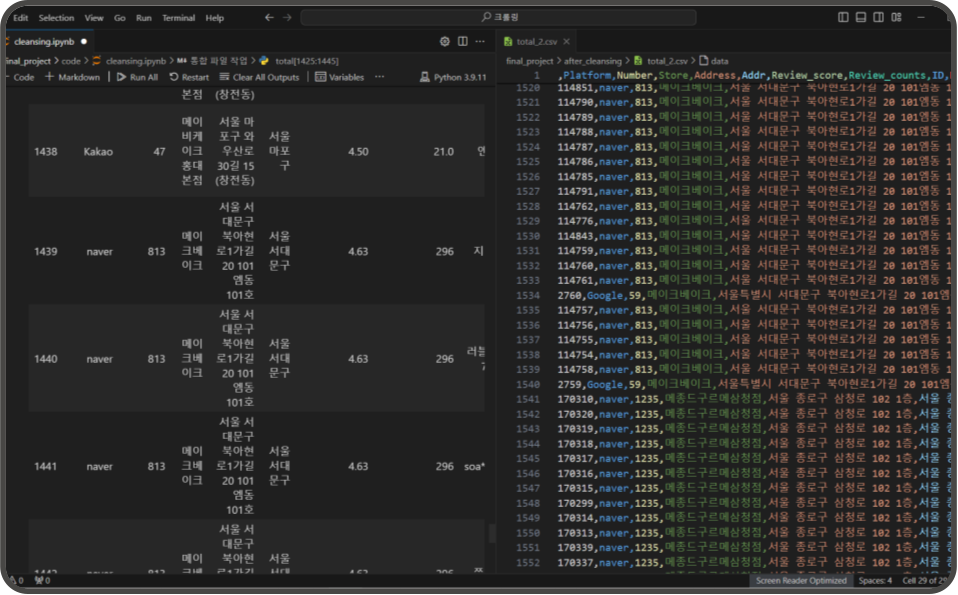 Edit Selection View Go Run Terminal Help
크롤링
cleansing.ipynb
total_2.csv
inal_project > code > cleansing.ipynb > M↓ 통합 파일 작업 > total[1425:1445]
final_project > after_cleansing > total_2.csv > data
Code + Markdown Run All Restart Clear All Outputs Variables ... Python 3.9.11
본점 (창전동)
1438 Kakao 47 메이비케이크 홍대본점 서울 마포구 와우산로30길 15 (창전동) 서울 마포구 4.50 21.0
1439 naver 813 메이크베이크 서울 서대문구 북아현로1가길 20 101엠동 101호 서울 서대문구 4.63 296 지
1440 naver 813 메이크베이크 서울 서대문구 북아현로1가길 20 101엠동 101호 서울 서대문구 4.63 296
1441 naver 813 메이크베이크 서울 서대문구 북아현로1가길 20 101엠동 101호 서울 서대문구 4.63 296 soa*
서울 서대문구 북아현 메이 서울
1 ,Platform,Number,Store,Address,Addr,Review_score,Review_counts,ID,
1520 114851,naver,813,메이크베이크,서울 서대문구 북아현로1가길 20 101엠동 1
1521 114790,naver,813,메이크베이크,서울 서대문구 북아현로1가길 20 101엠동 1
1522 114789,naver,813,메이크베이크,서울 서대문구 북아현로1가길 20 101엠동 1
1523 114788,naver,813,메이크베이크,서울 서대문구 북아현로1가길 20 101엠동 1
1524 114787,naver,813,메이크베이크,서울 서대문구 북아현로1가길 20 101엠동 1
1525 114786,naver,813,메이크베이크,서울 서대문구 북아현로1가길 20 101엠동 1
1526 114785,naver,813,메이크베이크,서울 서대문구 북아현로1가길 20 101엠동 1
1527 114791,naver,813,메이크베이크,서울 서대문구 북아현로1가길 20 101엠동 1
1528 114762,naver,813,메이크베이크,서울 서대문구 북아현로1가길 20 101엠동 1
1529 114776,naver,813,메이크베이크,서울 서대문구 북아현로1가길 20 101엠동 1
1530 114843,naver,813,메이크베이크,서울 서대문구 북아현로1가길 20 101엠동 1
1531 114759,naver,813,메이크베이크,서울 서대문구 북아현로1가길 20 101엠동 1
1532 114760,naver,813,메이크베이크,서울 서대문구 북아현로1가길 20 101엠동 1
1533 114761,naver,813,메이크베이크,서울 서대문구 북아현로1가길 20 101엠동 1
1534 2760,Google,59,메이크베이크,서울특별시 서대문구 북아현로1가길 20 101엠
1535 114757,naver,813,메이크베이크,서울 서대문구 북아현로1가길 20 101엠동 1
1536 114756,naver,813,메이크베이크,서울 서대문구 북아현로1가길 20 101엠동 1
1537 114755,naver,813,메이크베이크,서울 서대문구 북아현로1가길 20 101엠동 1
1538 114754,naver,813,메이크베이크,서울 서대문구 북아현로1가길 20 101엠동 1
1539 114758,naver,813,메이크베이크,서울 서대문구 북아현로1가길 20 101엠동 1
1540 2759,Google,59,메이크베이크,서울특별시 서대문구 북아현로1가길 20 101엠
1541 170310,naver,1235,메종드구르메삼청점,서울 종로구 삼청로 102 1층,서울 종
1542 170320,naver,1235,메종드구르메삼청점,서울 종로구 삼청로 102 1층,서울 종
1543 170319,naver,1235,메종드구르메삼청점,서울 종로구 삼청로 102 1층,서울 종
1544 170318,naver,1235,메종드구르메삼청점,서울 종로구 삼청로 102 1층,서울 종
1545 170317,naver,1235,메종드구르메삼청점,서울 종로구 삼청로 102 1층,서울 종
1546 170316,naver,1235,메종드구르메삼청점,서울 종로구 삼청로 102 1층,서울 종
1547 170315,naver,1235,메종드구르메삼청점,서울 종로구 삼청로 102 1층,서울 종
1548 170299,naver,1235,메종드구르메삼청점,서울 종로구 삼청로 102 1층,서울 종
1549 170314,naver,1235,메종드구르메삼청점,서울 종로구 삼청로 102 1층,서울 종
1550 170313,naver,1235,메종드구르메삼청점,서울 종로구 삼청로 102 1층,서울 종
1551 170339,naver,1235,메종드구르메삼청점,서울 종로구 삼청로 102 1층,서울 종
1552 170337,naver,1235,메종드구르메삼청점,서울 종로구 삼청로 102 1층,서울 종
0 0 Screen Reader Optimized Spaces: 4 Cell 29 of 29